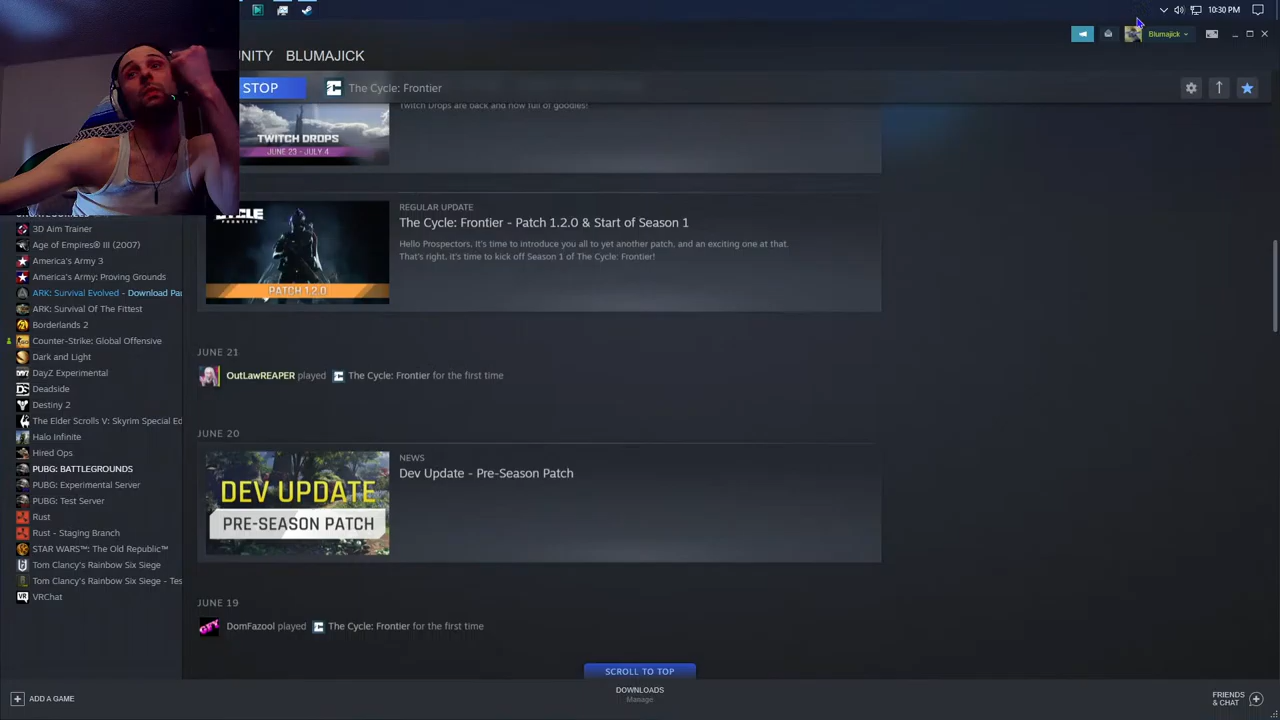 10:30 PM
Blumajick
NITY BLUMAJICK
STOP
The Cycle: Frontier
Twitch Drops are back and now full of goodies!
TWITCH DROPS
JUNE 23 - JULY 4
REGULAR UPDATE
The Cycle: Frontier - Patch 1.2.0 & Start of Season 1
Hello Prospectors, it's time to introduce you all to yet another patch, and an exciting one at that.
That's right, it's time to kick off Season 1 of The Cycle: Frontier!
CYCLE
FRONTIER
PATCH 1.2.0
JUNE 21
OutLawREAPER played The Cycle: Frontier for the first time
JUNE 20
NEWS
Dev Update - Pre-Season Patch
DEV UPDATE
PRE-SEASON PATCH
JUNE 19
DomFazool played The Cycle: Frontier for the first time
GFY
SCROLL TO TOP
UNCATEGORIZED
3D Aim Trainer
Age of Empires® III (2007)
America's Army 3
America's Army: Proving Grounds
ARK: Survival Evolved - Download Pau
ARK: Survival Of The Fittest
Borderlands 2
Counter-Strike: Global Offensive
Dark and Light
DayZ Experimental
Deadside
Destiny 2
The Elder Scrolls V: Skyrim Special Ed
Halo Infinite
Hired Ops
PUBG: BATTLEGROUNDS
PUBG: Experimental Server
PUBG: Test Server
Rust
Rust - Staging Branch
STAR WARS™: The Old Republic™
Tom Clancy's Rainbow Six Siege
Tom Clancy's Rainbow Six Siege - Tes
VRChat
ADD A GAME
DOWNLOADS
Manage
FRIENDS
& CHAT